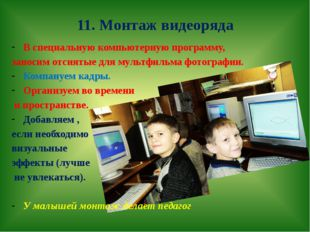 11. Монтаж видеоряда
- В специальную компьютерную программу,
заносим отснятые для мультфильма фотографии.
- Компануем кадры.
- Организуем во времени
и пространстве.
- Добавляем ,
если необходимо
визуальные
эффекты (лучше
не увлекаться).
- У малышей монтаж делает педагог